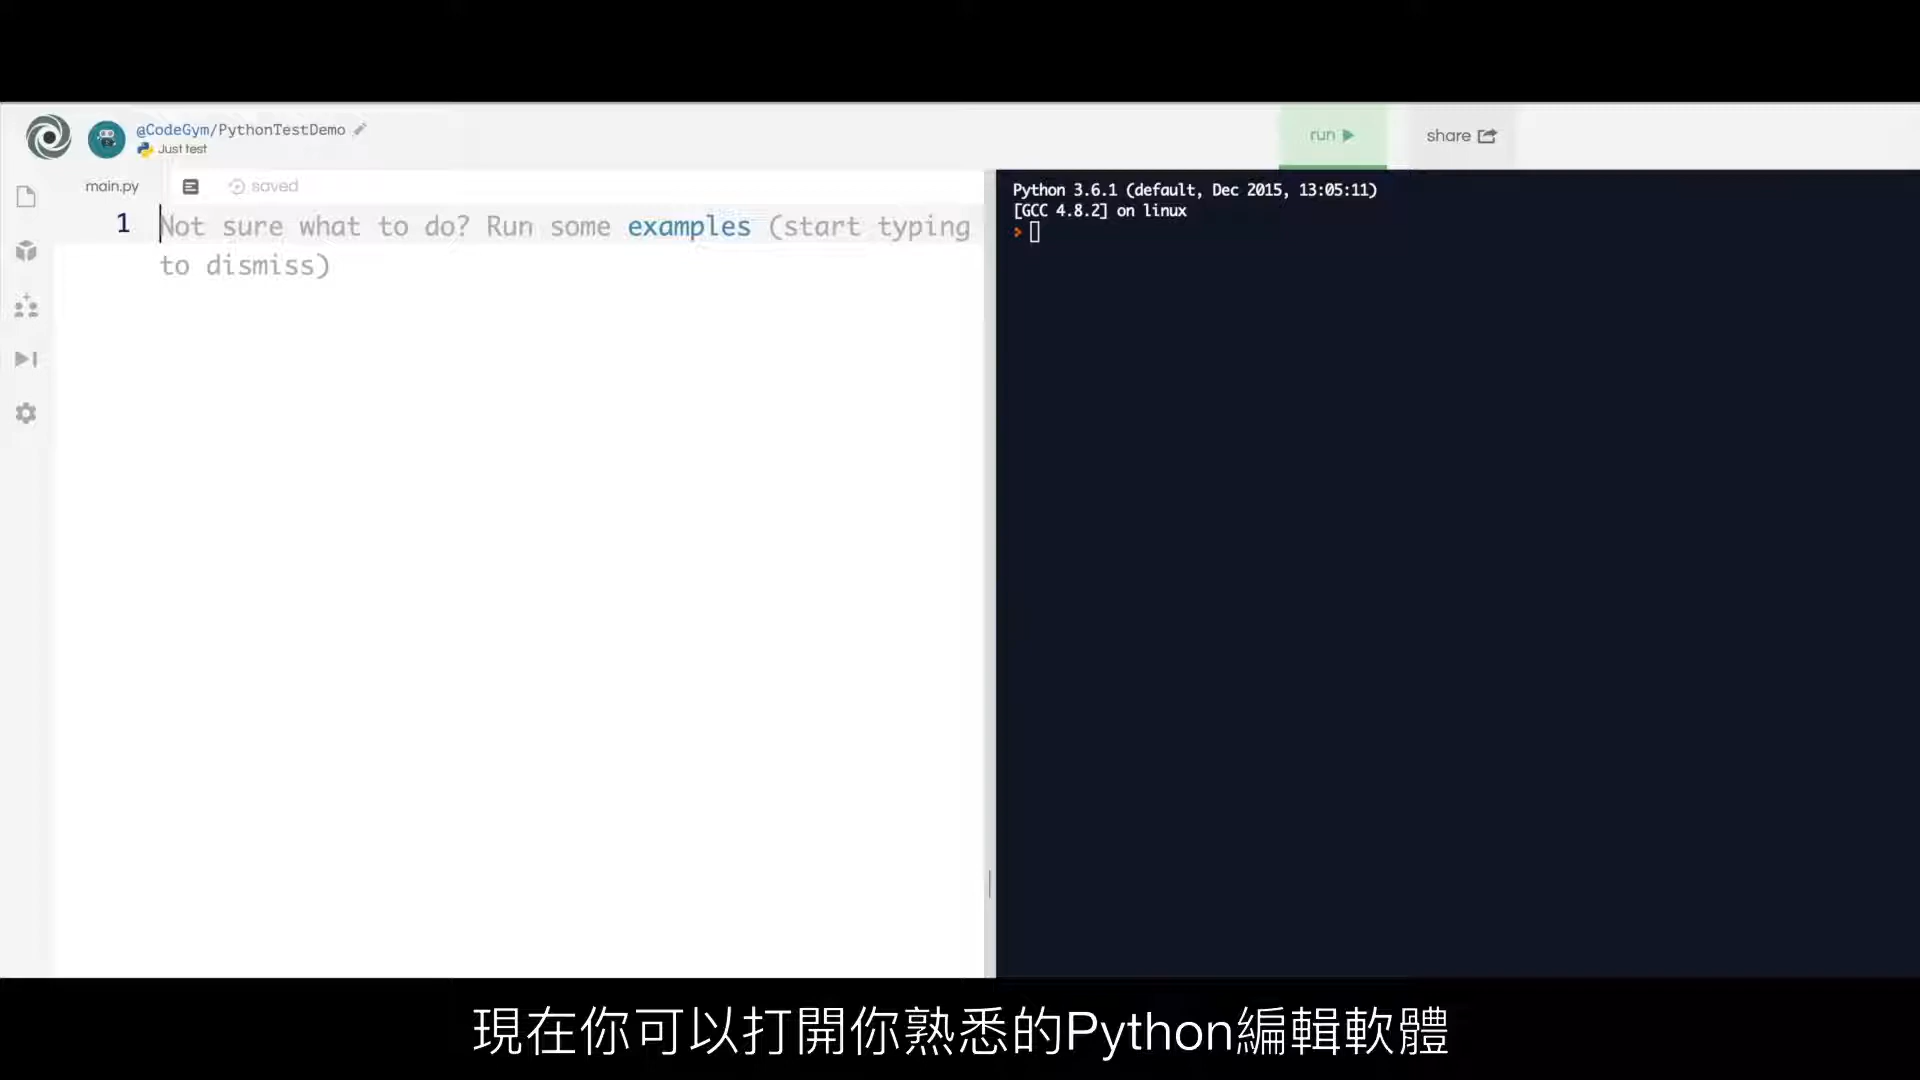 @CodeGym/PythonTestDemo
Just test
run
share
main.py
saved
1
Not sure what to do? Run some examples (start typing
to dismiss)
Python 3.6.1 (default, Dec 2015, 13:05:11)
[GCC 4.8.2] on linux
現在你可以打開你熟悉的Python編輯軟體